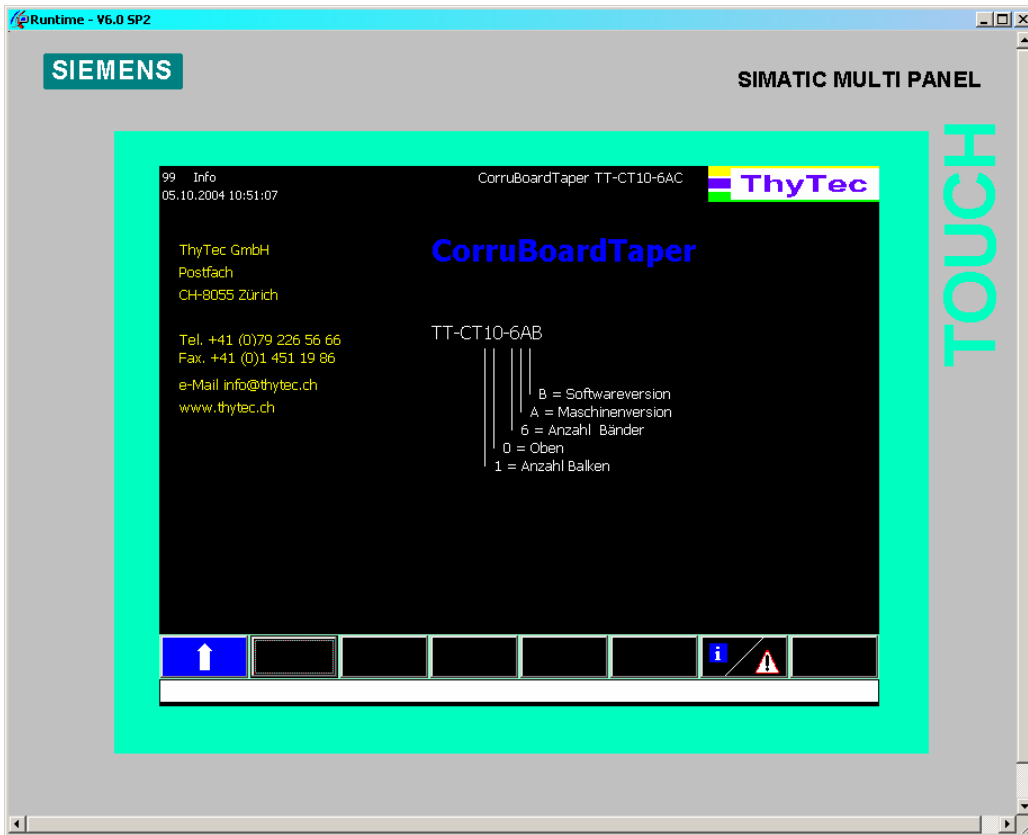 Runtime - V6.0 SP2
SIEMENS
SIMATIC MULTI PANEL
TOUCH
99 Info
CorruBoardTaper TT-CT10-6AC
ThyTec
05.10.2004 10:51:07
ThyTec GmbH
CorruBoardTaper
Postfach
CH-8055 Zürich
Tel. +41 (0)79 226 56 66
Fax. +41 (0)1 451 19 86
e-Mail info@thytec.ch
www.thytec.ch
TT-CT10-6AB
B = Softwareversion
A = Maschinenversion
6 = Anzahl Bänder
0 = Oben
1 = Anzahl Balken
i